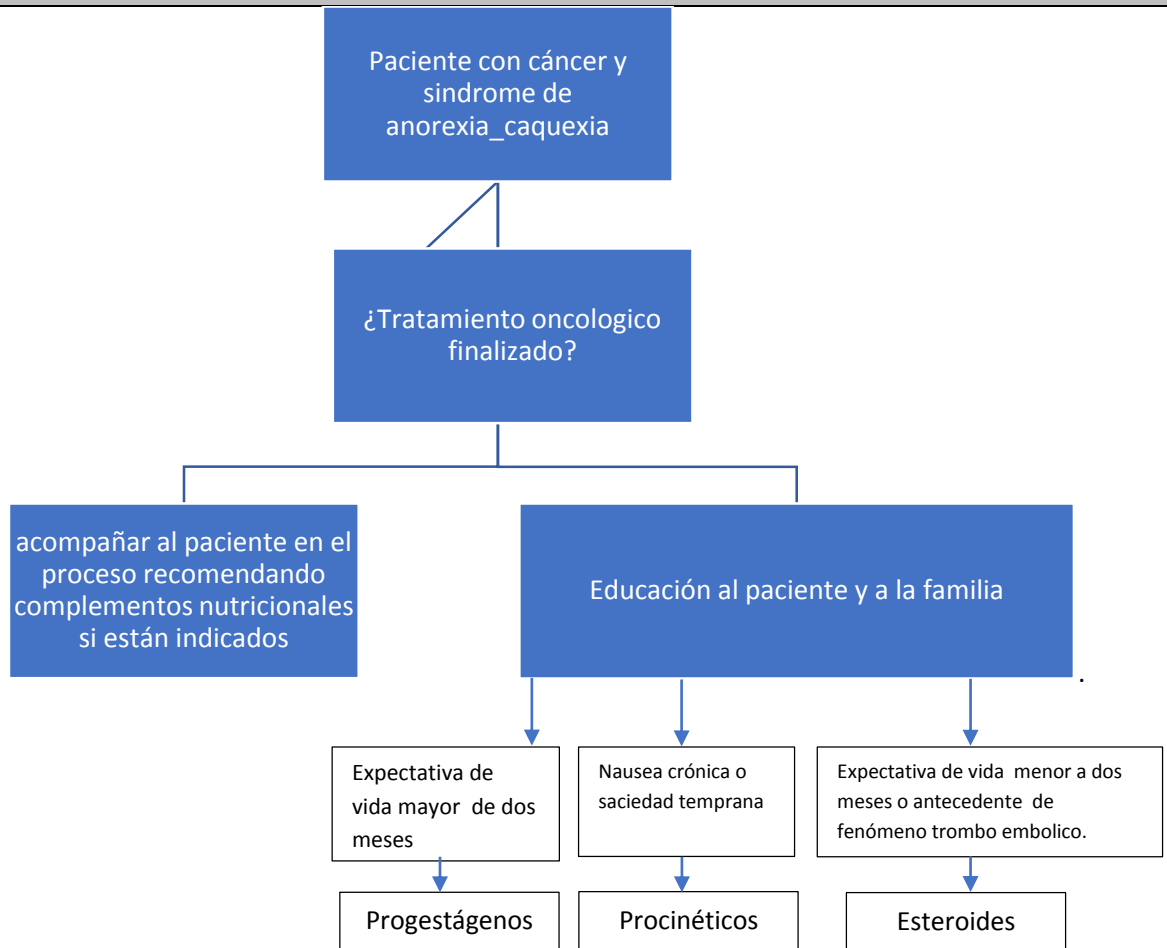 Paciente con cáncer y
sindrome de
anorexia_caquexia
¿Tratamiento oncologico
finalizado?
acompañar al paciente en el
proceso recomendando
complementos nutricionales
si están indicados
Educación al paciente y a la familia
.
Expectativa de
vida mayor de dos
meses
Nausea crónica o
saciedad temprana
Expectativa de vida menor a dos
meses o antecedente de
fenómeno trombo embolico.
Progestágenos
Procinéticos
Esteroides